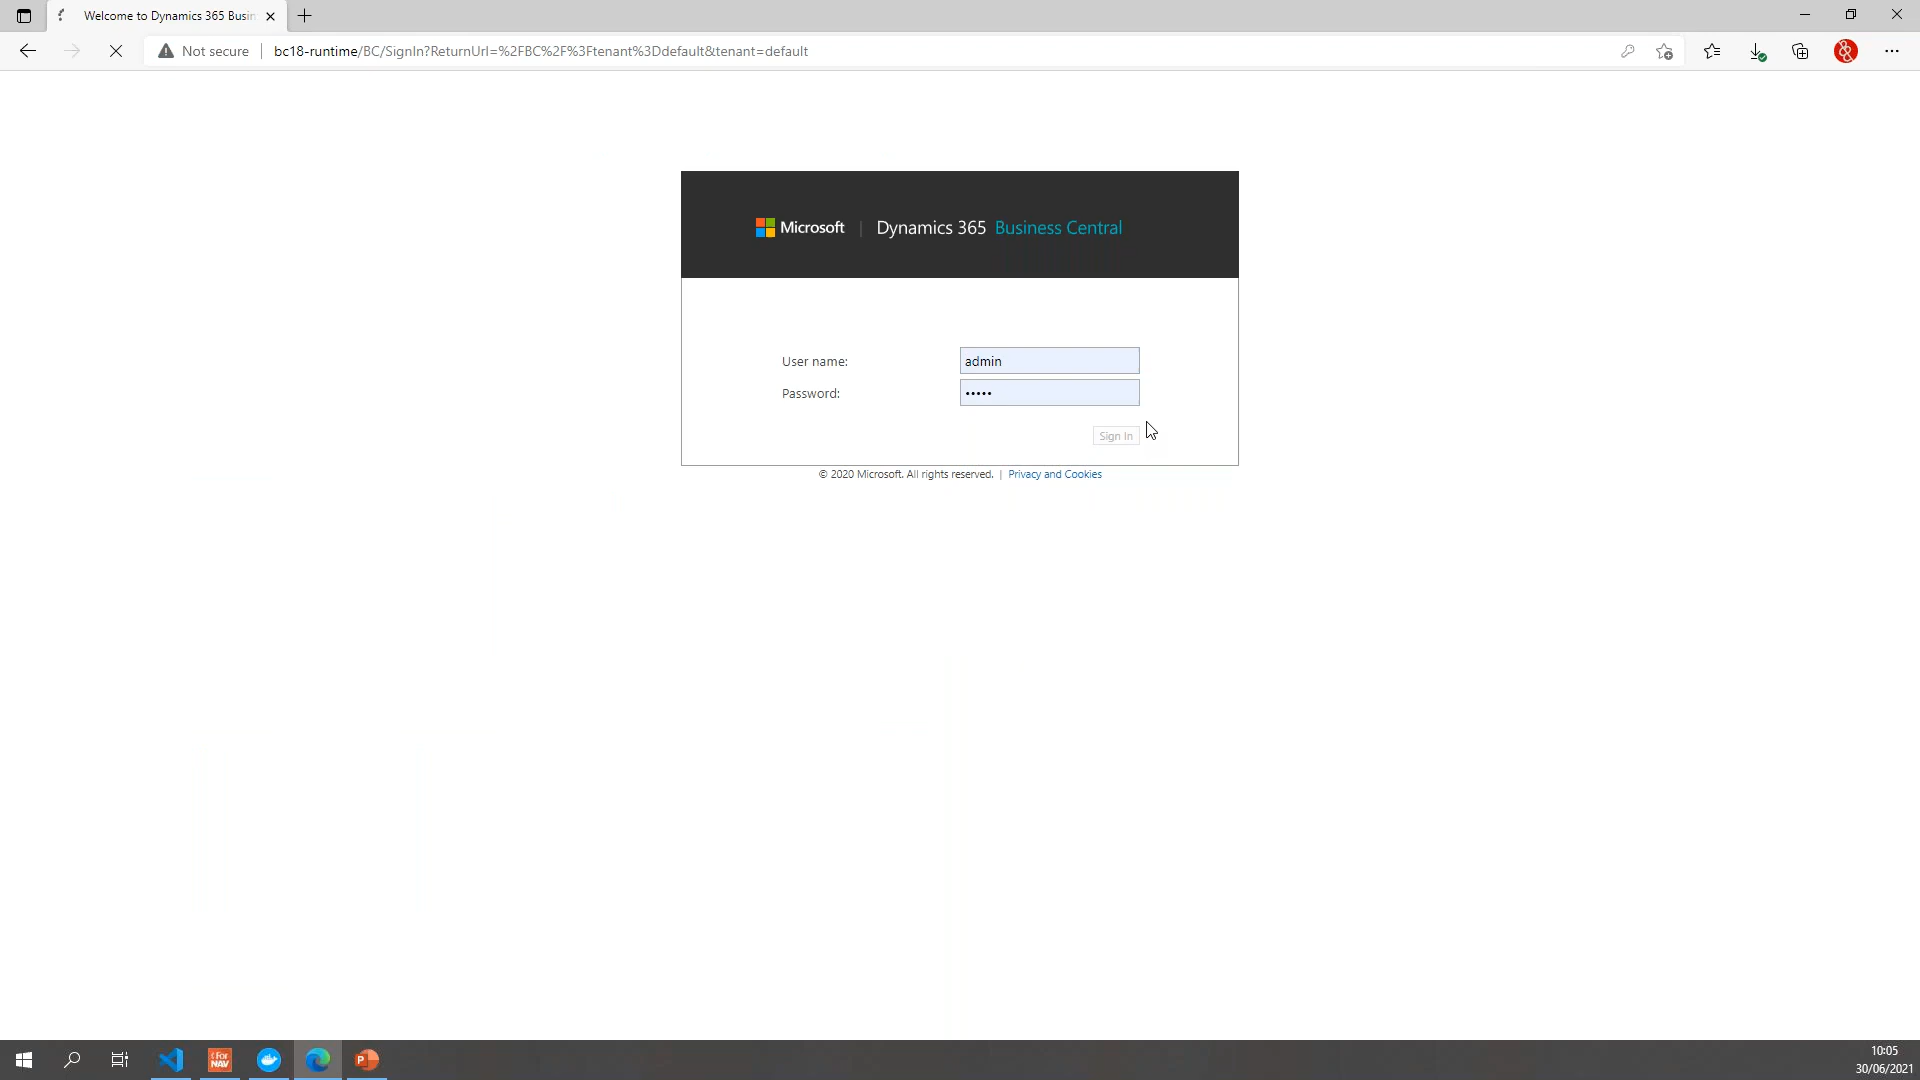 Welcome to Dynamics 365 Busin
Not secure bc18-runtime/BC/SignIn?ReturnUrl=%2FBC%2F%3Ftenant%3Ddefault&tenant=default
Microsoft | Dynamics 365 Business Central
User name: admin
Password: •••••
Sign In
© 2020 Microsoft. All rights reserved. | Privacy and Cookies
For
NAV
P
10:05
30/06/2021